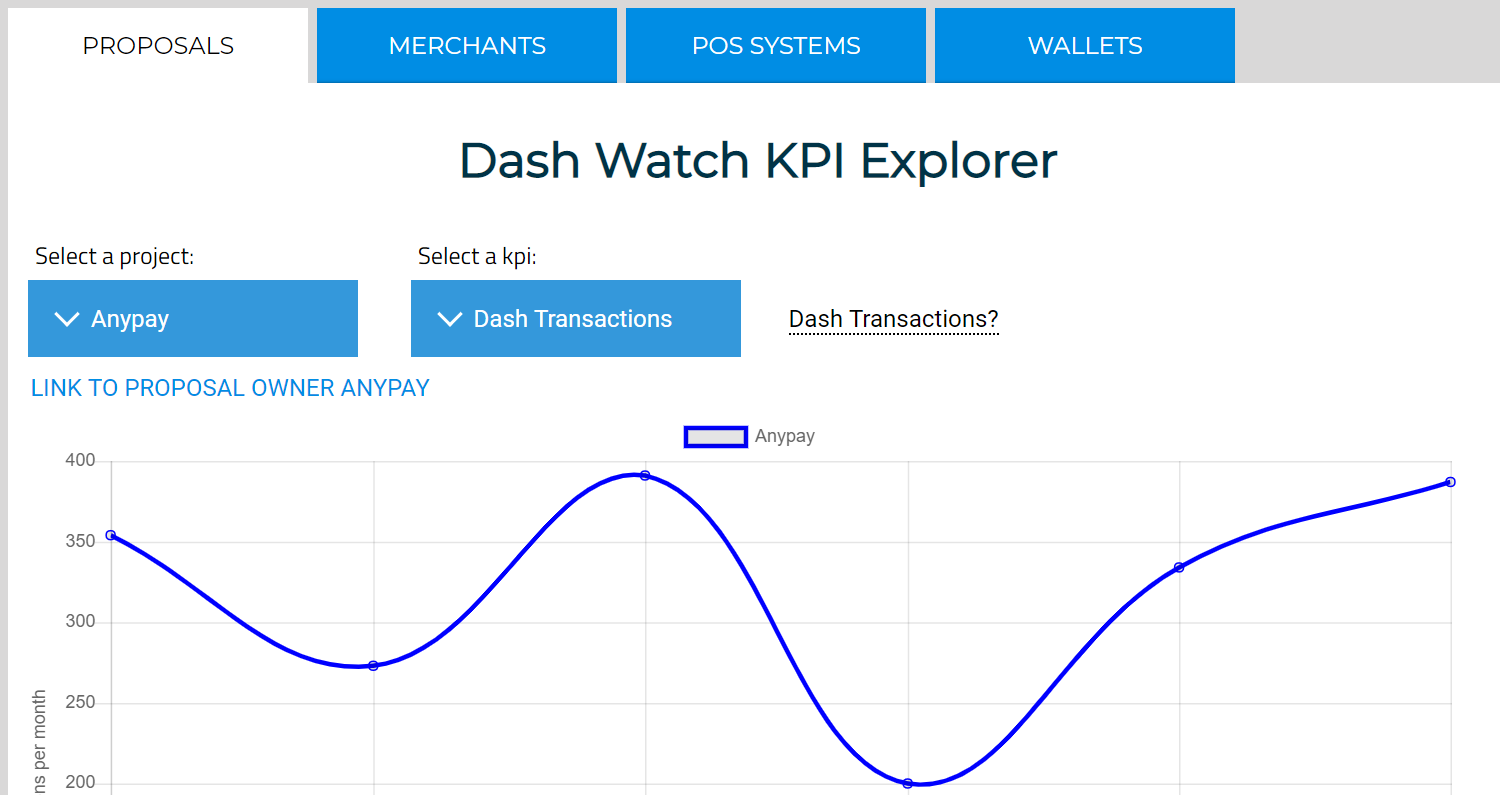 PROPOSALS MERCHANTS POS SYSTEMS WALLETS
Dash Watch KPI Explorer
Select a project: Select a kpi:
Anypay Dash Transactions Dash Transactions?
LINK TO PROPOSAL OWNER ANYPAY
Anypay
400
350
300
250
200
ns per month